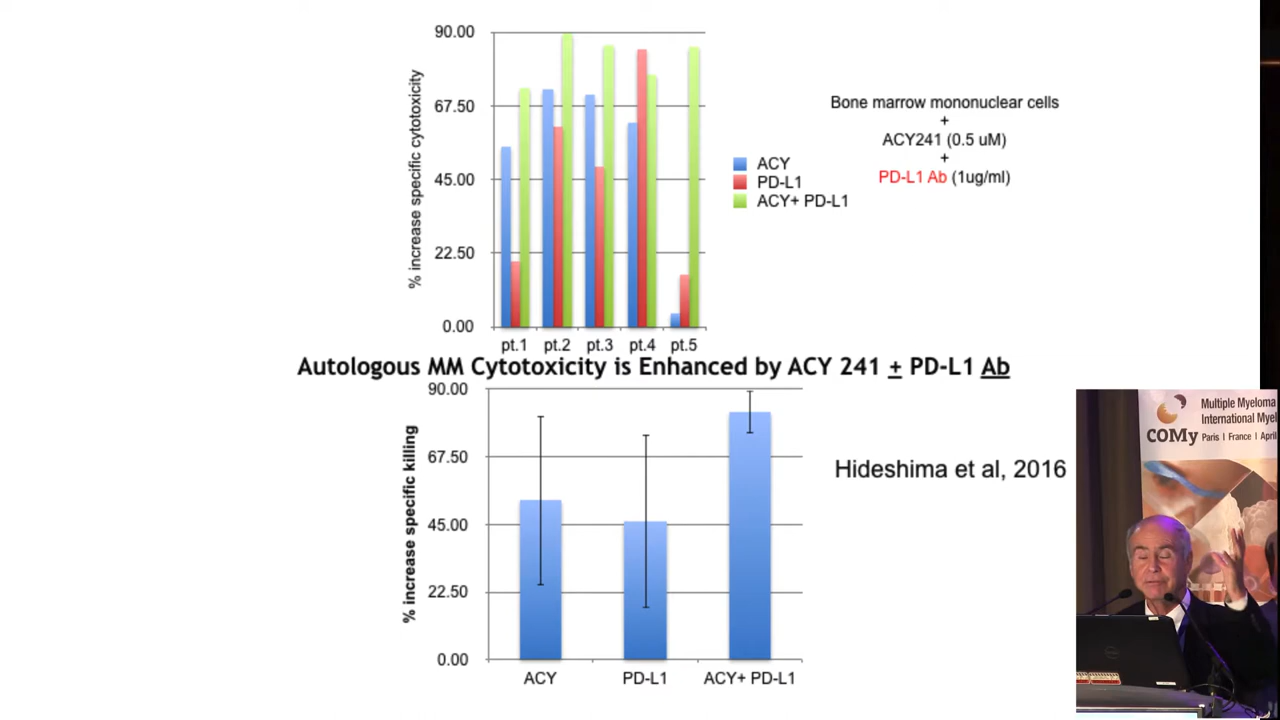 90.00
67.50
45.00
22.50
0.00
% increase specific cytotoxicity
pt.1 pt.2 pt.3 pt.4 pt.5
ACY
PD-L1
ACY+ PD-L1
Bone marrow mononuclear cells
+
ACY241 (0.5 uM)
+
PD-L1 Ab (1ug/ml)
Autologous MM Cytotoxicity is Enhanced by ACY 241 + PD-L1 Ab
90.00
67.50
45.00
22.50
0.00
% increase specific killing
ACY PD-L1 ACY+ PD-L1
Hideshima et al, 2016
COMy
Multiple Myeloma
International Myel
Paris | France | April